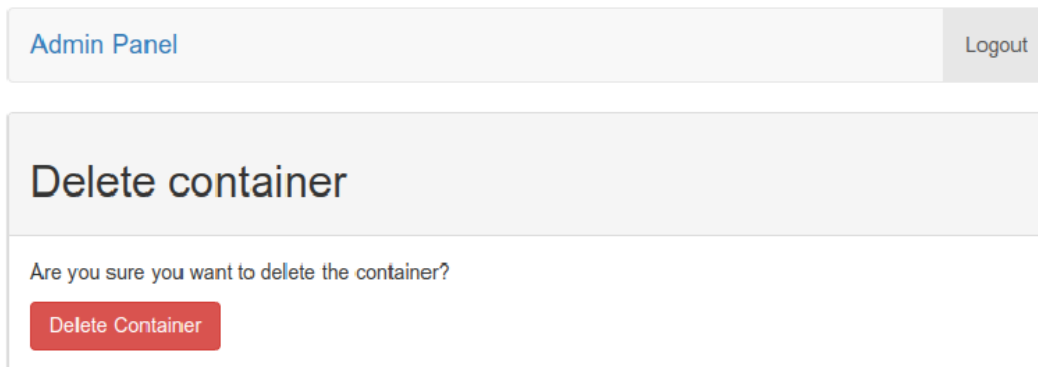 Admin Panel
Logout
Delete container
Are you sure you want to delete the container?
Delete Container